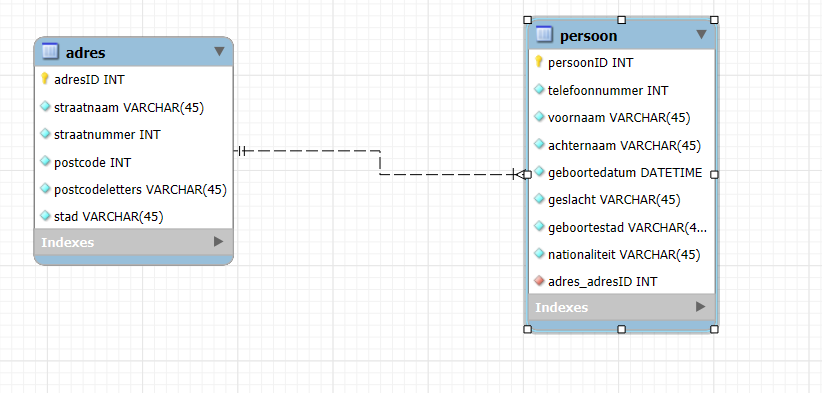 adres
adresID INT
straatnaam VARCHAR(45)
straatnummer INT
postcode INT
postcodeletters VARCHAR(45)
stad VARCHAR(45)
Indexes
persoon
persoonID INT
telefoonnummer INT
voornaam VARCHAR(45)
achternaam VARCHAR(45)
geboortedatum DATETIME
geslacht VARCHAR(45)
geboortestad VARCHAR(4...
nationaliteit VARCHAR(45)
adres_adresID INT
Indexes